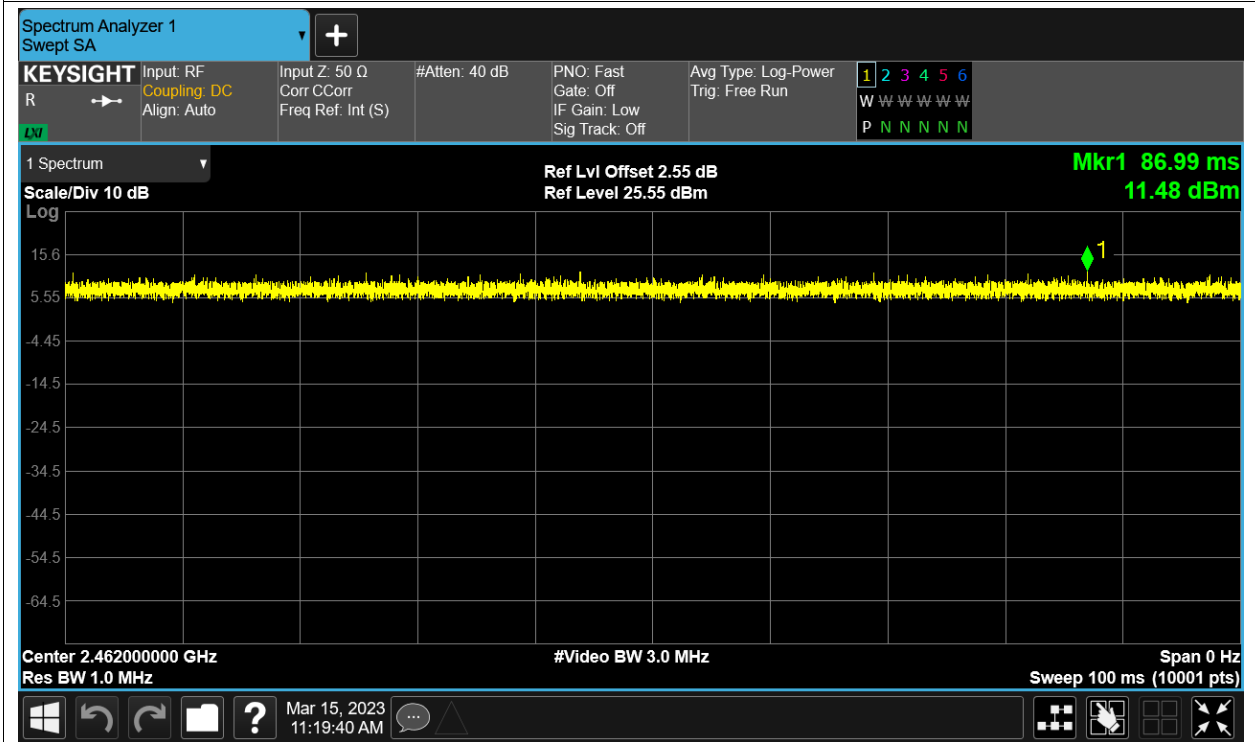 Spectrum Analyzer 1
Swept SA
+
KEYSIGHT
R
LXI
Input: RF
Coupling: DC
Align: Auto
Input Z: 50 Ω
Corr CCorr
Freq Ref: Int (S)
#Atten: 40 dB
PNO: Fast
Gate: Off
IF Gain: Low
Sig Track: Off
Avg Type: Log-Power
Trig: Free Run
1 2 3 4 5 6
W W W W W W
P N N N N N
1 Spectrum
Scale/Div 10 dB
Log
Ref Lvl Offset 2.55 dB
Ref Level 25.55 dBm
Mkr1 86.99 ms
11.48 dBm
1
15.6
5.55
-4.45
-14.5
-24.5
-34.5
-44.5
-54.5
-64.5
Center 2.462000000 GHz
Res BW 1.0 MHz
#Video BW 3.0 MHz
Span 0 Hz
Sweep 100 ms (10001 pts)
?
Mar 15, 2023
11:19:40 AM